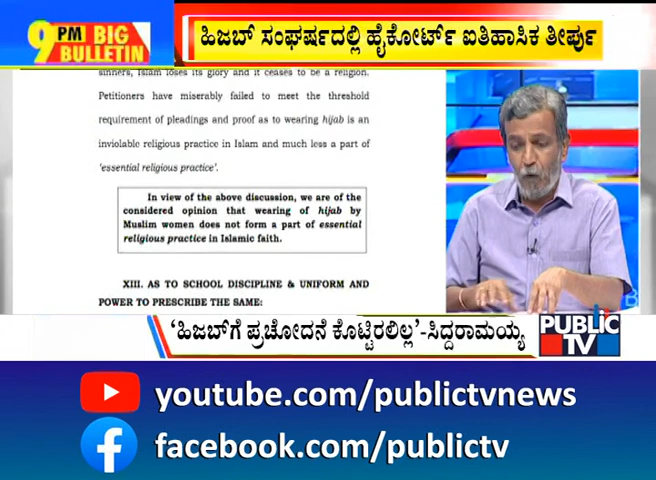 9PM BIG BULLETIN
ಹಿಜಬ್ ಸಂಘರ್ಷದಲ್ಲಿ ಹೈಕೋರ್ಟ್ ಐತಿಹಾಸಿಕ ತೀರ್ಪು
sinners, Islam loses its glory and it ceases to be a religion.
Petitioners have miserably failed to meet the threshold
requirement of pleadings and proof as to wearing hijab is an
inviolable religious practice in Islam and much less a part of
'essential religious practice'.
In view of the above discussion, we are of the
considered opinion that wearing of hijab by
Muslim women does not form a part of essential
religious practice in Islamic faith.
XIII. AS TO SCHOOL DISCIPLINE & UNIFORM AND
POWER TO PRESCRIBE THE SAME:
'ಹಿಜಬ್‌ಗೆ ಪ್ರಚೋದನೆ ಕೊಟ್ಟಿರಲಿಲ್ಲ'-ಸಿದ್ದರಾಮಯ್ಯ
PUBLiC
TV
youtube.com/publictvnews
facebook.com/publictv